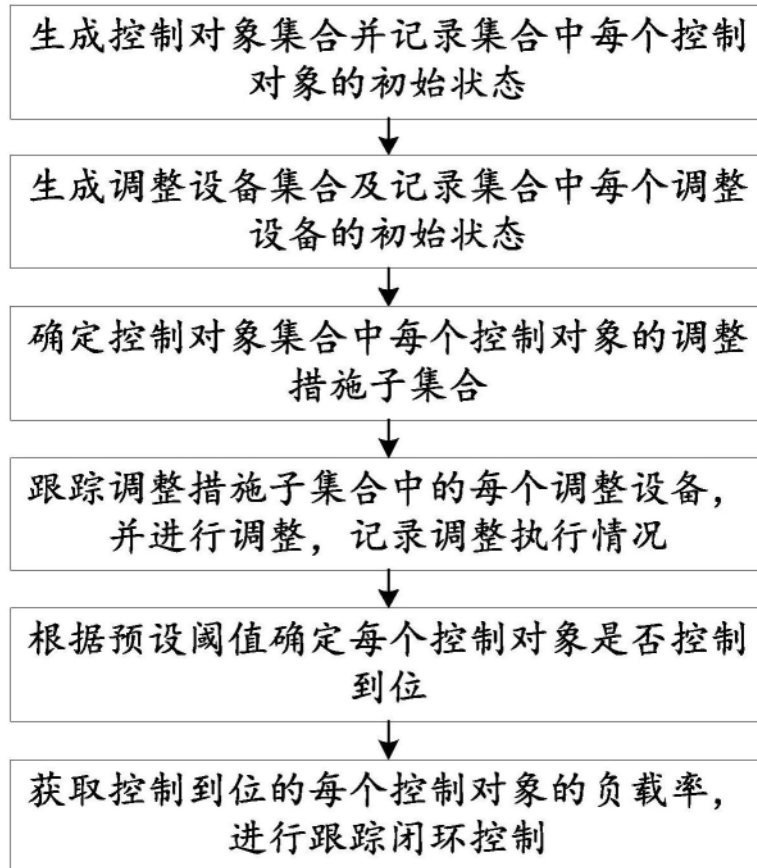 生成控制对象集合并记录集合中每个控制
对象的初始状态
生成调整设备集合及记录集合中每个调整
设备的初始状态
确定控制对象集合中每个控制对象的调整
措施子集合
跟踪调整措施子集合中的每个调整设备，
并进行调整，记录调整执行情况
根据预设阈值确定每个控制对象是否控制
到位
获取控制到位的每个控制对象的负载率，
进行跟踪闭环控制